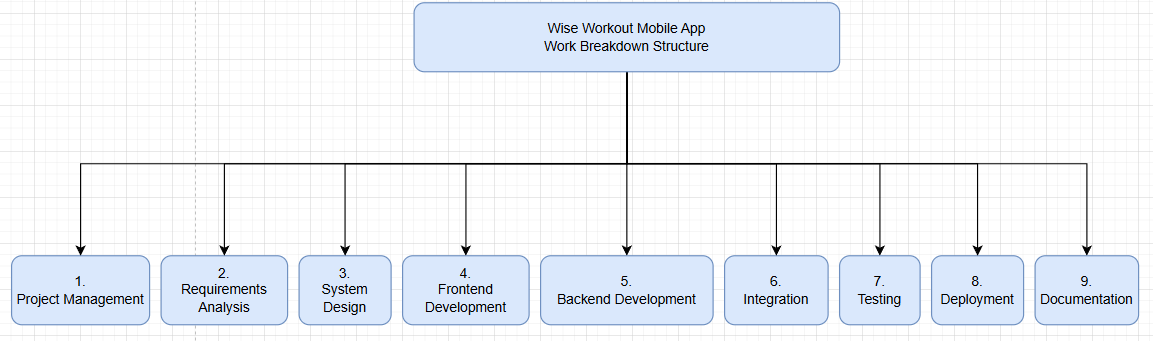 Wise Workout Mobile App
Work Breakdown Structure
1.
Project Management
2.
Requirements
Analysis
3.
System
Design
4.
Frontend
Development
5.
Backend Development
6.
Integration
7.
Testing
8.
Deployment
9.
Documentation